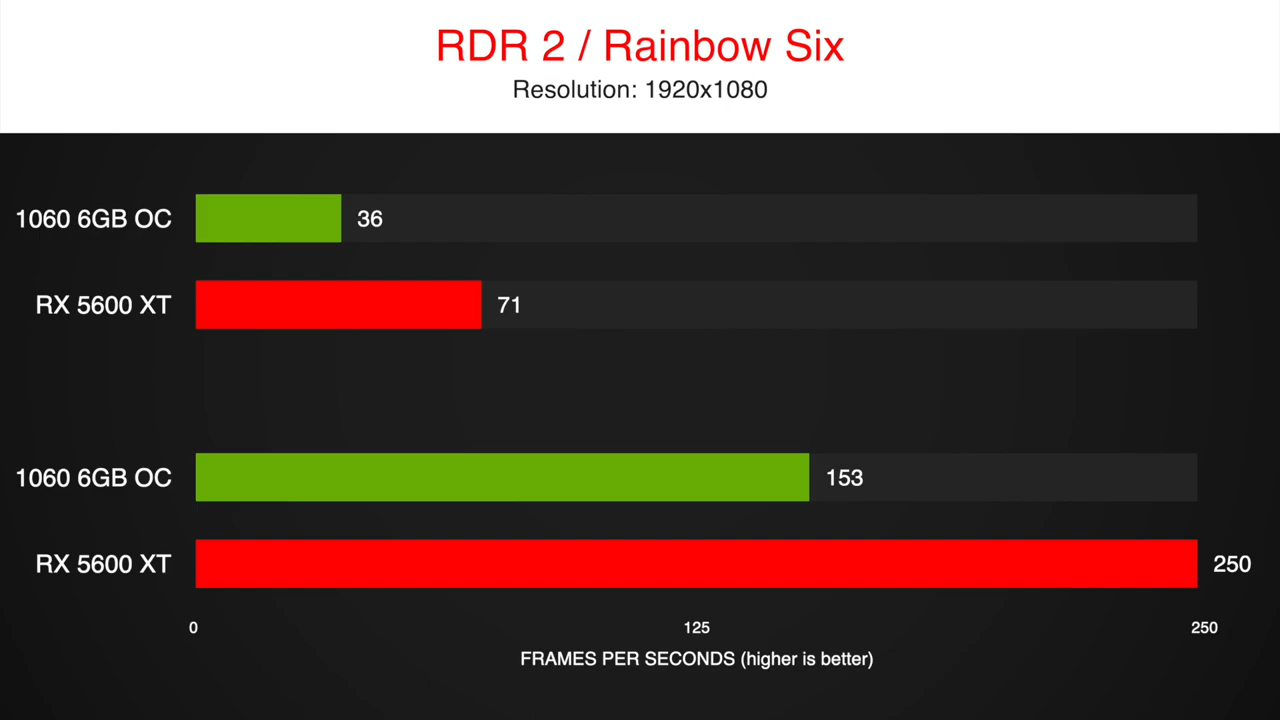 RDR 2 / Rainbow Six
Resolution: 1920x1080
1060 6GB OC 36
RX 5600 XT 71
1060 6GB OC 153
RX 5600 XT 250
0 125 250
FRAMES PER SECONDS (higher is better)